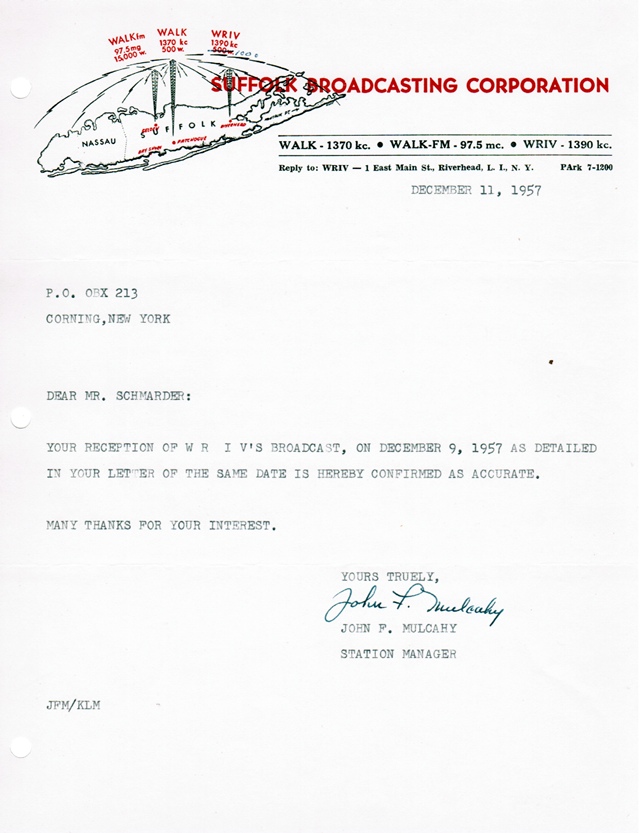 WALK fm
97.5mg
15,000 w.
WALK
1370 kc
500 w.
WRIV
1390 kc
500 w.
1000
SUFFOLK BROADCASTING CORPORATION
NASSAU
SUFFOLK
PATCHOGUE
RIVERHEAD
WALK - 1370 kc. • WALK-FM - 97.5 mc. • WRIV - 1390 kc.
Reply to: WRIV — 1 East Main St., Riverhead, L. I., N. Y. PArk 7-1200
DECEMBER 11, 1957
P.O. OBX 213
CORNING,NEW YORK
DEAR MR. SCHMARDER:
YOUR RECEPTION OF W R I V'S BROADCAST, ON DECEMBER 9, 1957 AS DETAILED
IN YOUR LETTER OF THE SAME DATE IS HEREBY CONFIRMED AS ACCURATE.
MANY THANKS FOR YOUR INTEREST.
YOURS TRUELY,
John F. Mulcahy
JOHN F. MULCAHY
STATION MANAGER
JFM/KLM